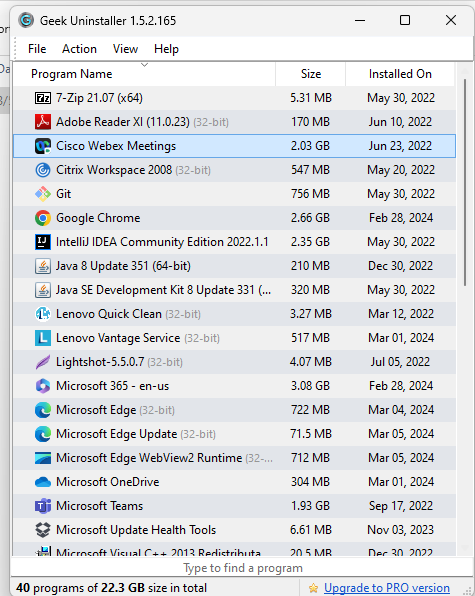 Geek Uninstaller 1.5.2.165
File Action View Help
Program Name Size Installed On
7-Zip 21.07 (x64) 5.31 MB May 30, 2022
Adobe Reader XI (11.0.23) (32-bit) 170 MB Jun 10, 2022
Cisco Webex Meetings 2.03 GB Jun 23, 2022
Citrix Workspace 2008 (32-bit) 547 MB May 20, 2022
Git 756 MB May 30, 2022
Google Chrome 2.66 GB Feb 28, 2024
IntelliJ IDEA Community Edition 2022.1.1 2.35 GB May 30, 2022
Java 8 Update 351 (64-bit) 210 MB Dec 30, 2022
Java SE Development Kit 8 Update 331 (... 320 MB May 30, 2022
Lenovo Quick Clean (32-bit) 3.27 MB Mar 12, 2022
Lenovo Vantage Service (32-bit) 517 MB Mar 01, 2024
Lightshot-5.5.0.7 (32-bit) 4.07 MB Jul 05, 2022
Microsoft 365 - en-us 3.08 GB Feb 28, 2024
Microsoft Edge (32-bit) 722 MB Mar 04, 2024
Microsoft Edge Update (32-bit) 71.5 MB Mar 05, 2024
Microsoft Edge WebView2 Runtime (32-... 712 MB Mar 05, 2024
Microsoft OneDrive 304 MB Mar 01, 2024
Microsoft Teams 1.93 GB Sep 17, 2022
Microsoft Update Health Tools 6.61 MB Nov 03, 2023
Microsoft Visual C++ 2013 Redistributa... 20.5 MB Dec 30, 2022
Type to find a program
40 programs of 22.3 GB size in total Upgrade to PRO version